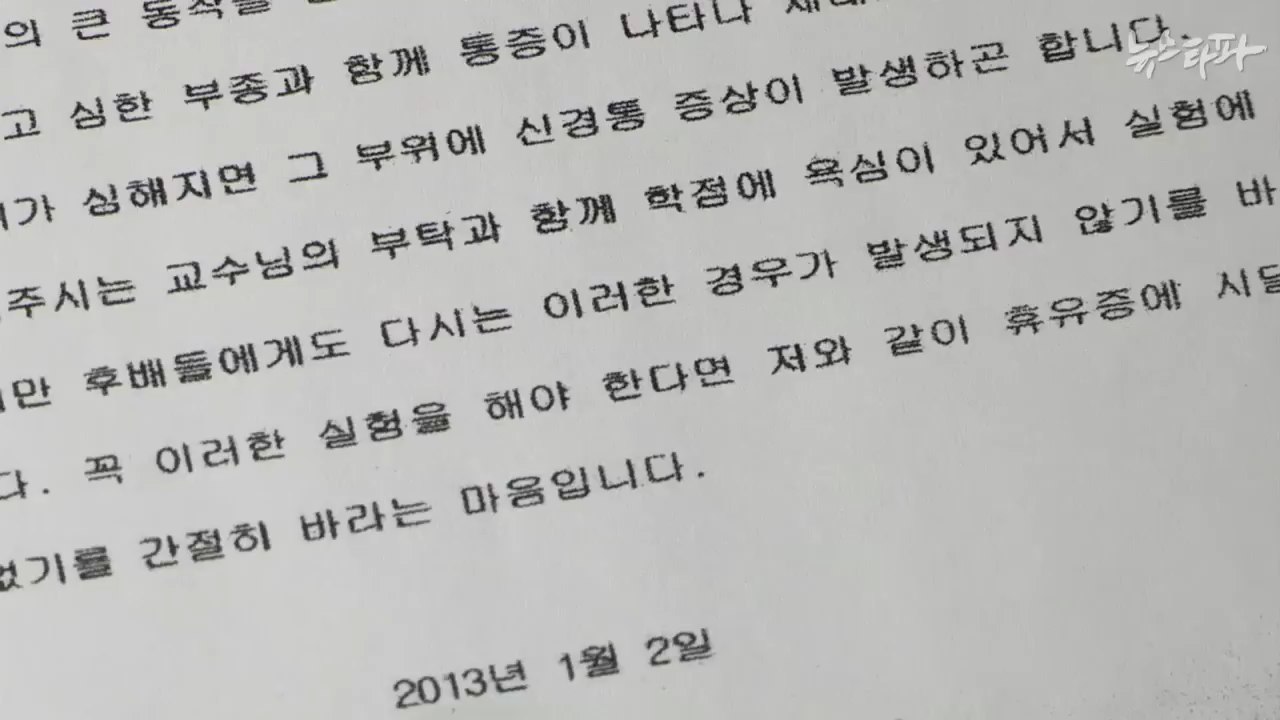 뉴스타파
의 큰 동작을
고 심한 부종과 함께 통증이 나타나
가 심해지면 그 부위에 신경통 증상이 발생하곤 합니다.
주시는 교수님의 부탁과 함께 학점에 욕심이 있어서 실험에
만 후배들에게도 다시는 이러한 경우가 발생되지 않기를 바
다. 꼭 이러한 실험을 해야 한다면 저와 같이 휴유증에 시달
없기를 간절히 바라는 마음입니다.
2013년 1월 2일